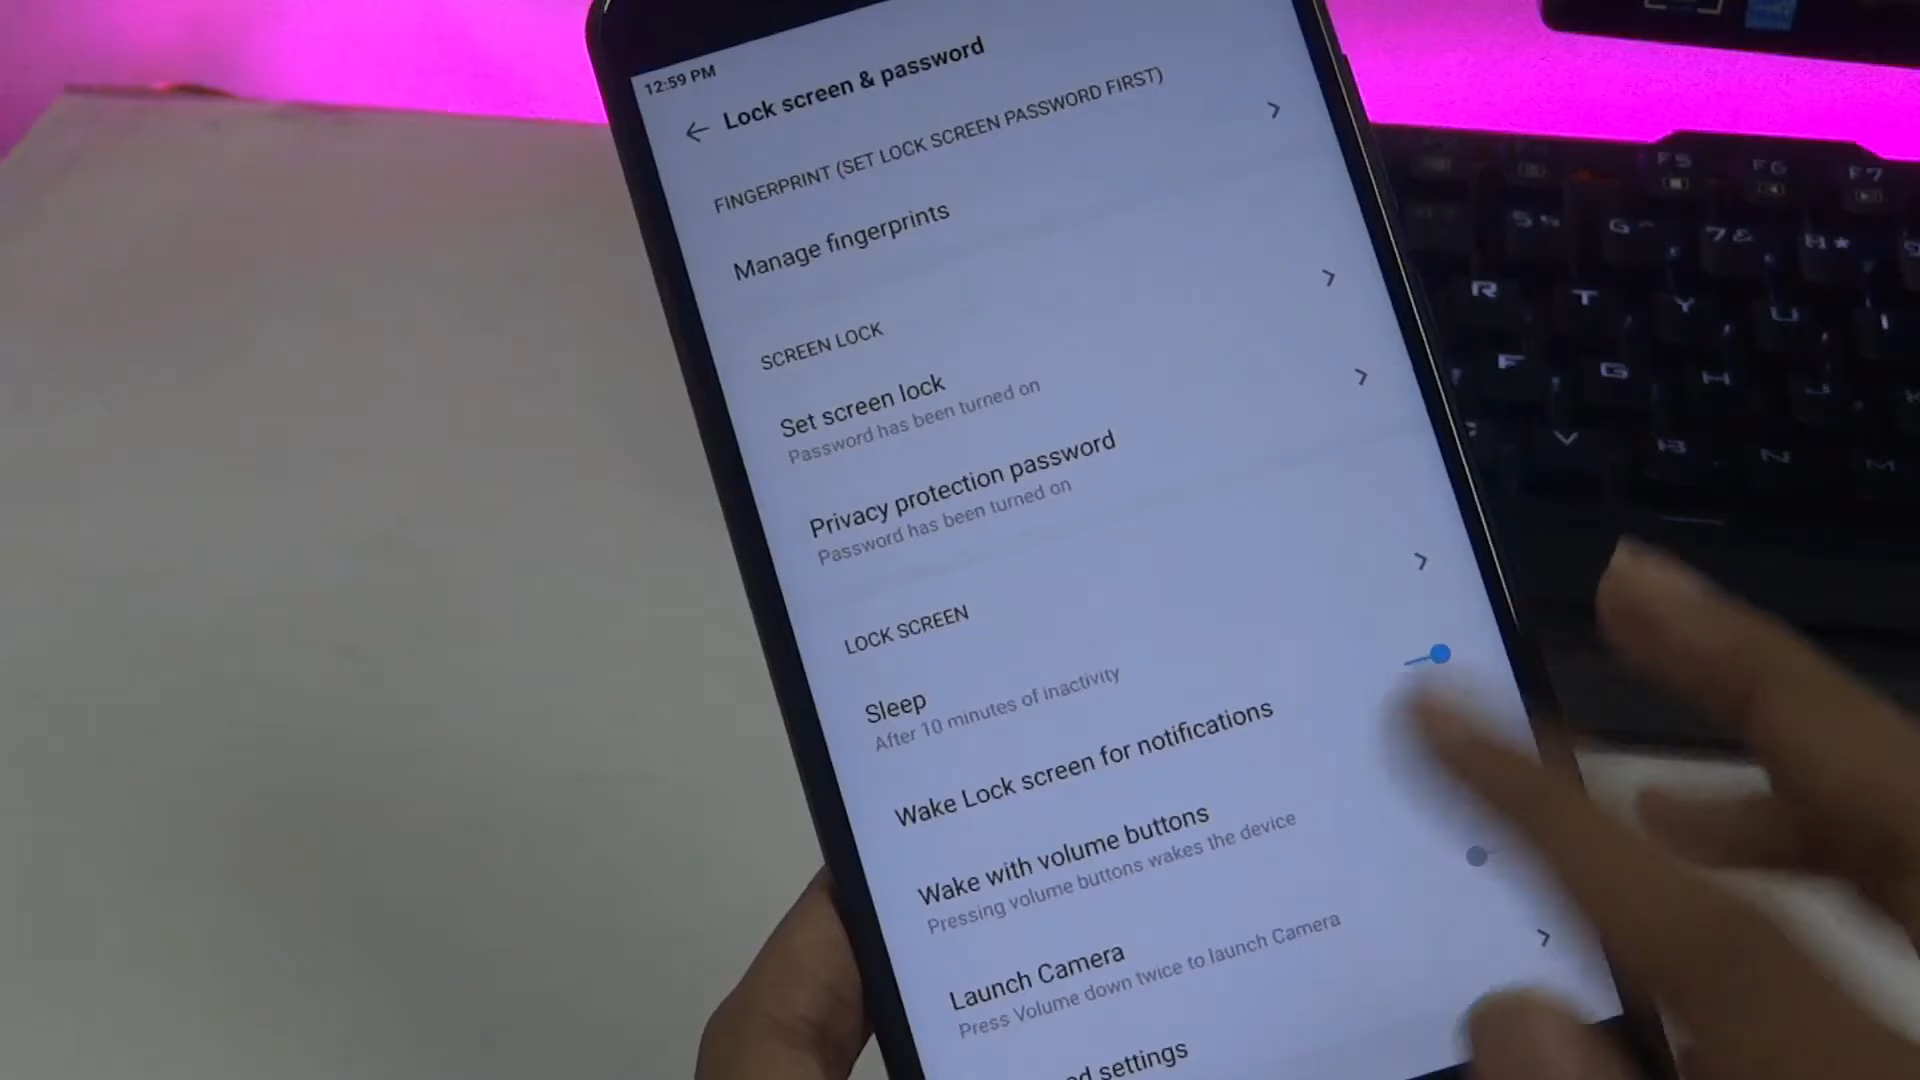 12:59 PM
Lock screen & password
FINGERPRINT (SET LOCK SCREEN PASSWORD FIRST)
Manage fingerprints
SCREEN LOCK
Set screen lock
Password has been turned on
Privacy protection password
Password has been turned on
LOCK SCREEN
Sleep
After 10 minutes of inactivity
Wake Lock screen for notifications
Wake with volume buttons
Pressing volume buttons wakes the device
Launch Camera
Press Volume down twice to launch Camera
settings
F5 F6 F7
R T Y U I
F G H J
V B N M